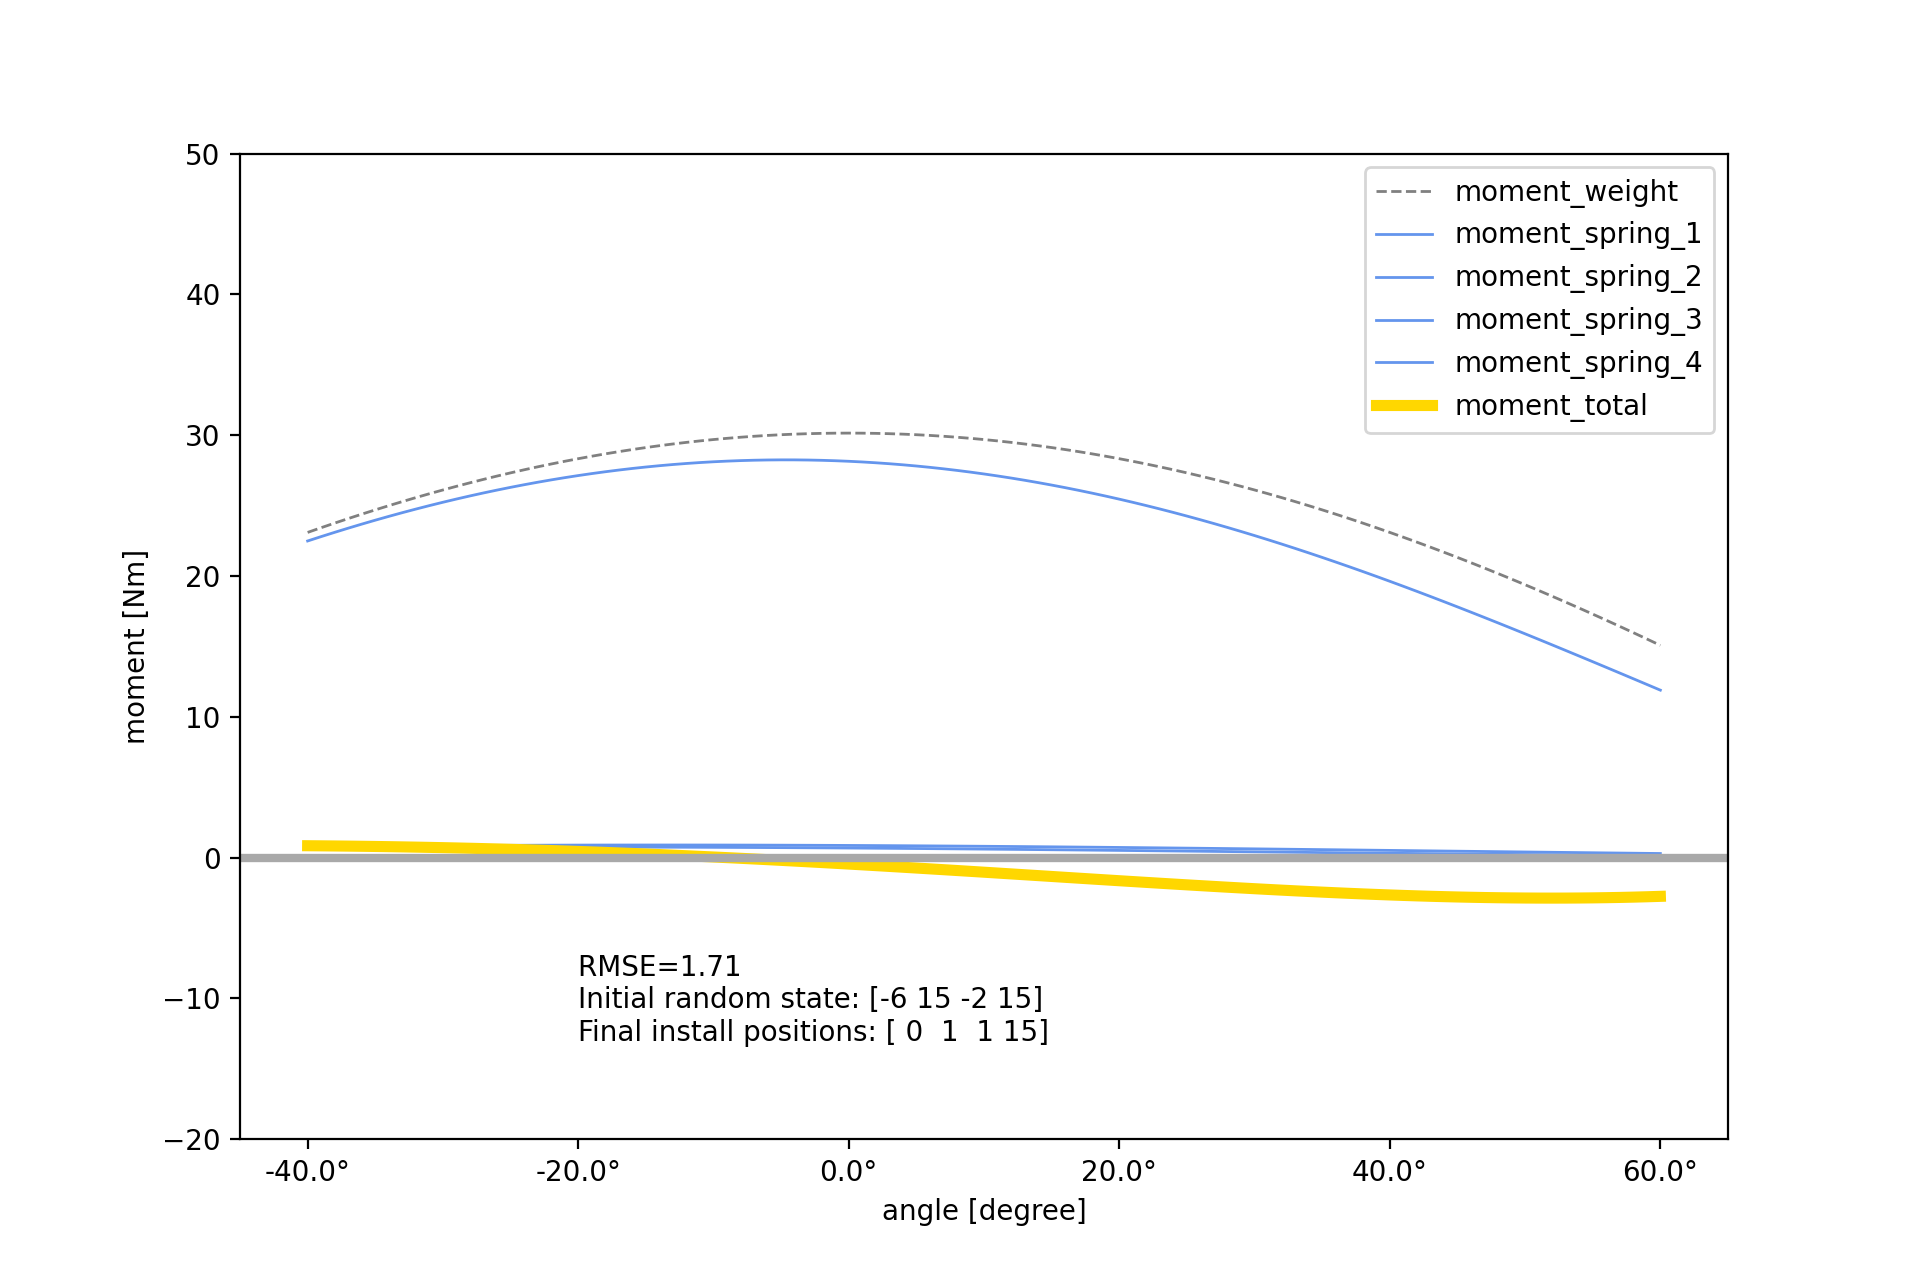 50
40
30
20
10
0
−10
−20
moment [Nm]
moment_weight
moment_spring_1
moment_spring_2
moment_spring_3
moment_spring_4
moment_total
RMSE=1.71
Initial random state: [-6 15 -2 15]
Final install positions: [ 0  1  1 15]
-40.0° -20.0° 0.0° 20.0° 40.0° 60.0°
angle [degree]